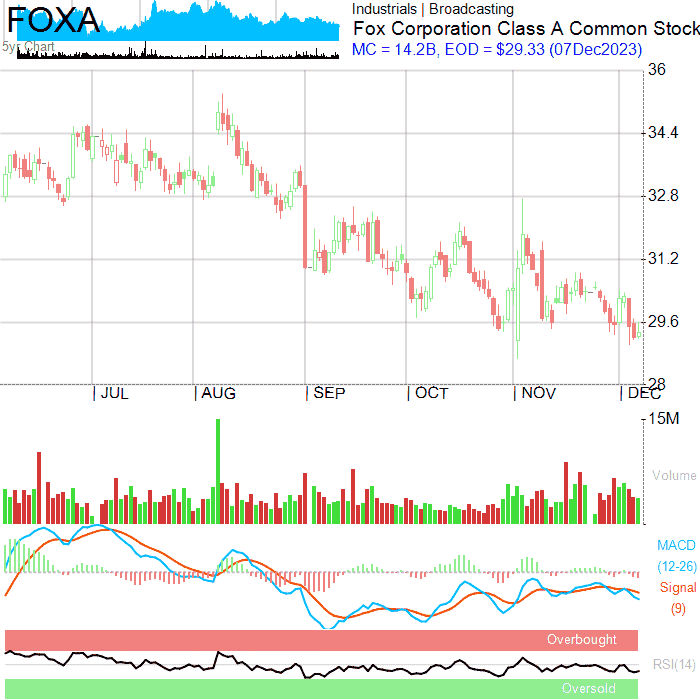 FOXA
5yr Chart
Industrials | Broadcasting
Fox Corporation Class A Common Stock
MC = 14.2B, EOD = $29.33 (07Dec2023)
36
34.4
32.8
31.2
29.6
28
JUL AUG SEP OCT NOV DEC
15M
Volume
MACD
(12-26)
Signal
(9)
Overbought
RSI(14)
Oversold